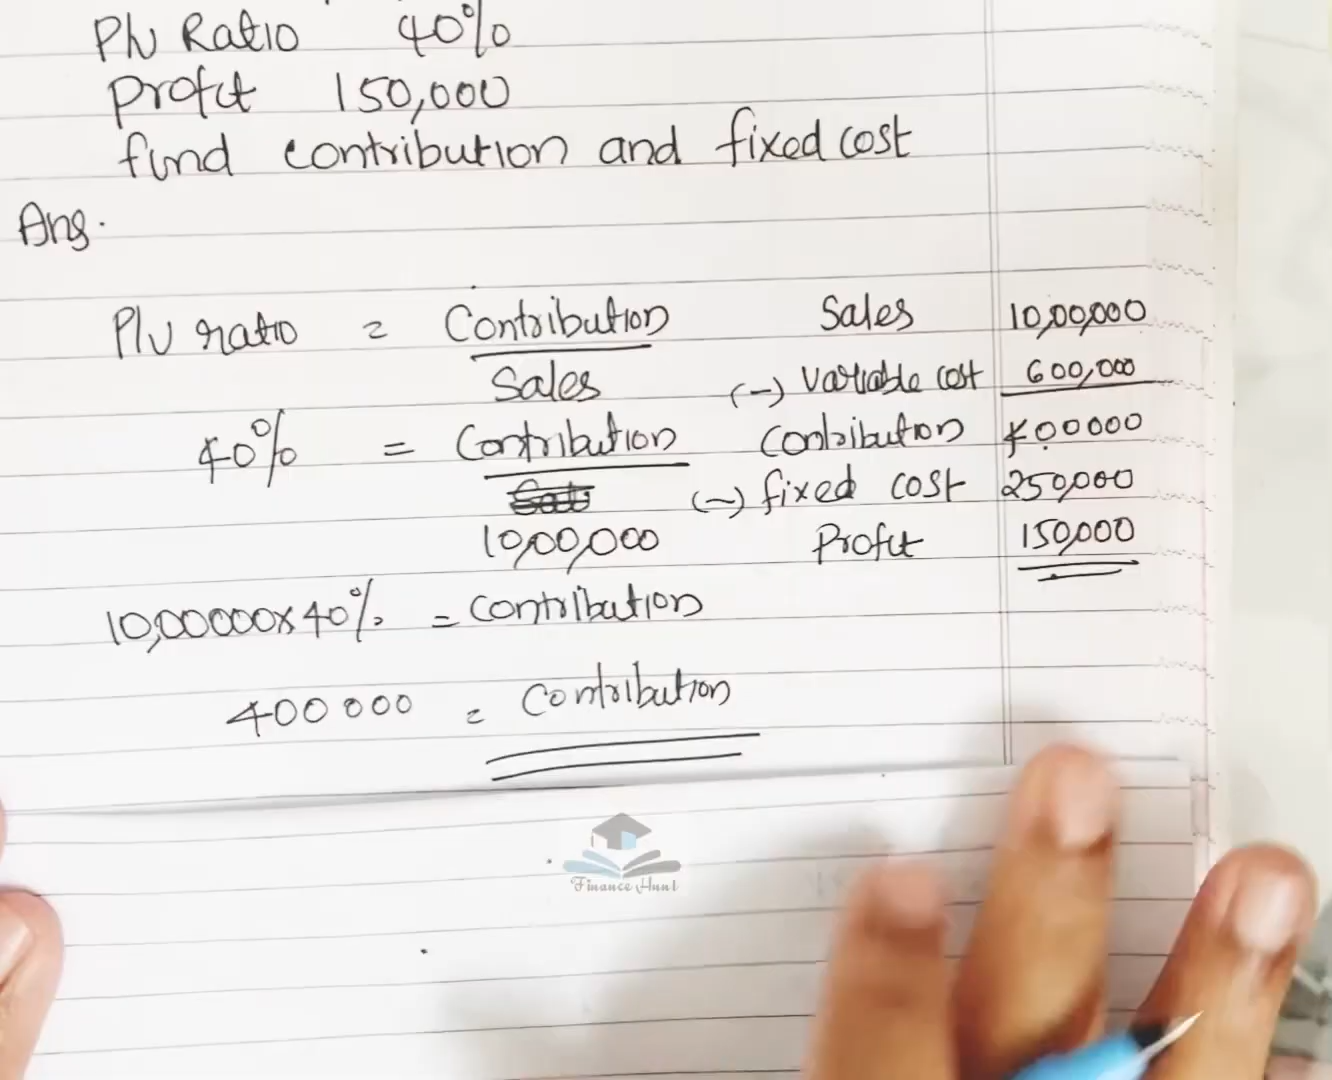 P/v Ratio 40%
Profit 150,000
find contribution and fixed cost
Ans.
P/v ratio = Contribution Sales 10,00,000
Sales (-) Variable cost 600,000
40% = Contribution Contribution 400000
(-) fixed cost 250,000
10,00,000 Profit 150,000
10,00000x40% = Contribution
400000 = Contribution
Finance Hunt